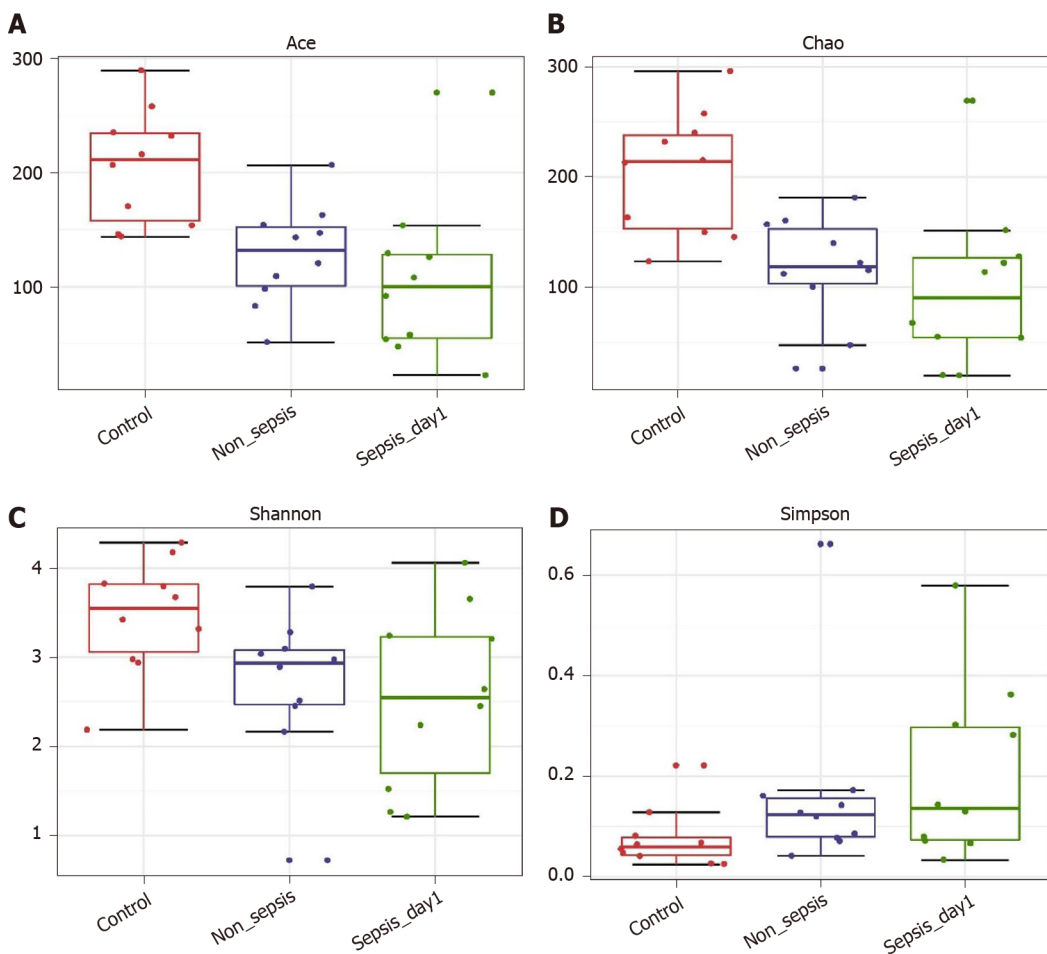 A
Ace
300
200
100
Control
Non_sepsis
Sepsis_day1
B
Chao
300
200
100
Control
Non_sepsis
Sepsis_day1
C
Shannon
4
3
2
1
Control
Non_sepsis
Sepsis_day1
D
Simpson
0.6
0.4
0.2
0.0
Control
Non_sepsis
Sepsis_day1